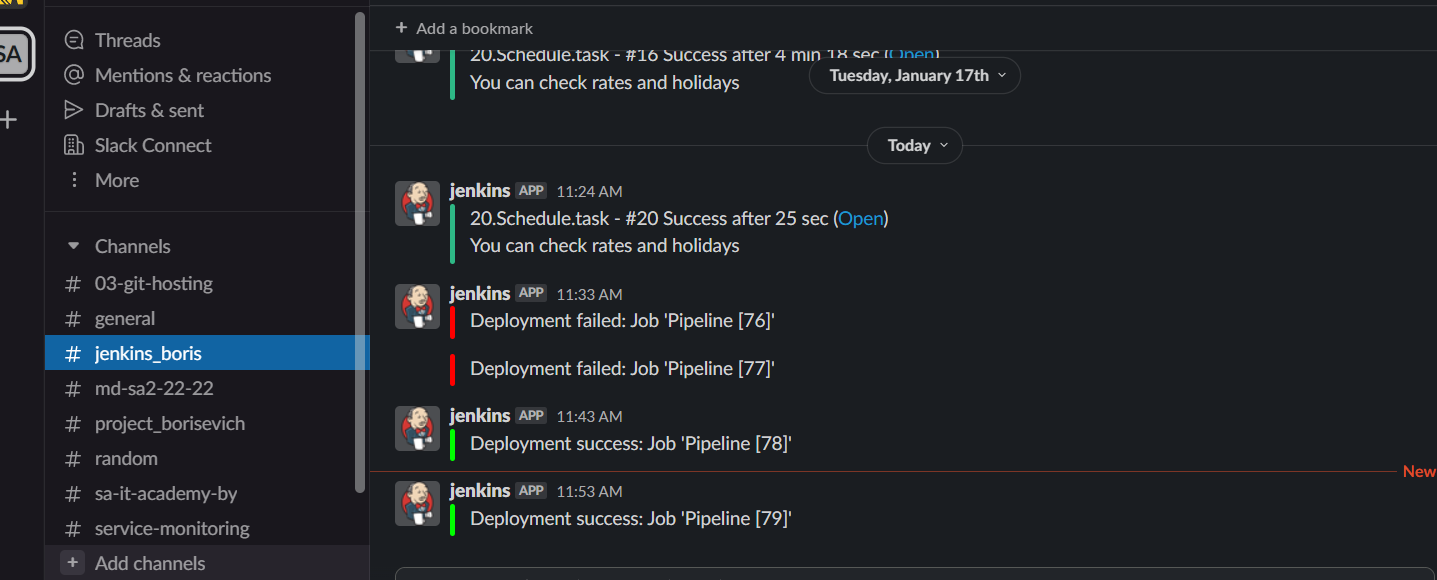 SA
Threads
Mentions & reactions
Drafts & sent
Slack Connect
More
Channels
# 03-git-hosting
# general
# jenkins_boris
# md-sa2-22-22
# project_borisevich
# random
# sa-it-academy-by
# service-monitoring
+ Add channels
+ Add a bookmark
20.Schedule.task - #16 Success after 4 min 18 sec (Open)
You can check rates and holidays
Tuesday, January 17th
Today
jenkins APP 11:24 AM
20.Schedule.task - #20 Success after 25 sec (Open)
You can check rates and holidays
jenkins APP 11:33 AM
Deployment failed: Job 'Pipeline [76]'
Deployment failed: Job 'Pipeline [77]'
jenkins APP 11:43 AM
Deployment success: Job 'Pipeline [78]'
New
jenkins APP 11:53 AM
Deployment success: Job 'Pipeline [79]'